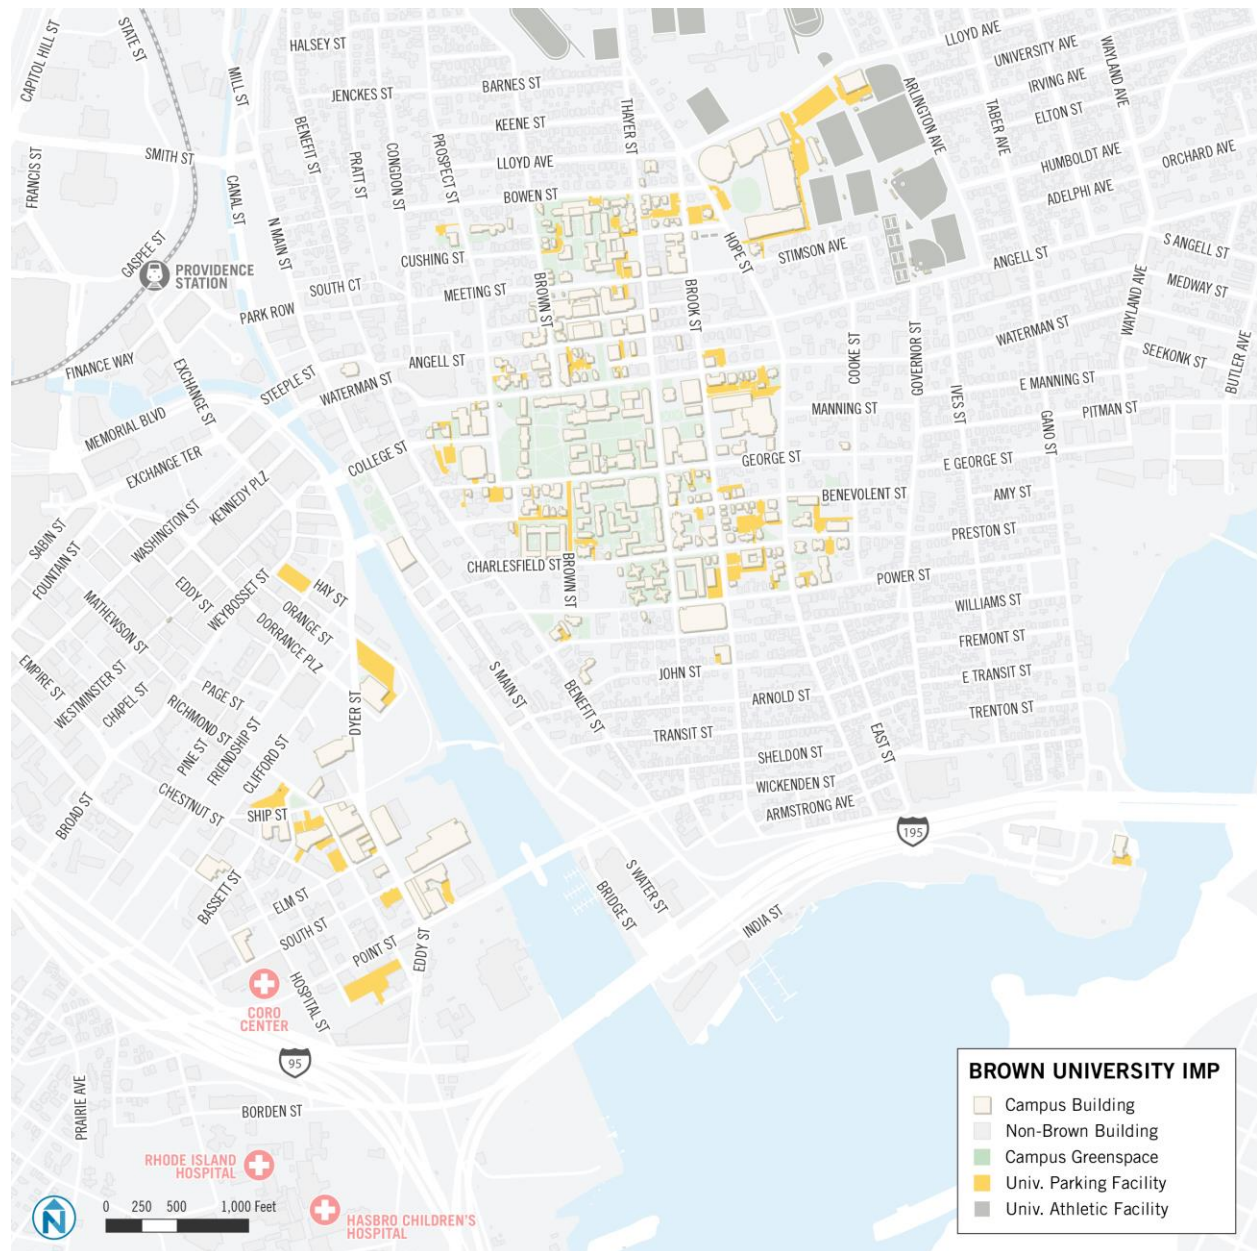 CAPITOL HILL ST
STATE ST
MILL ST
HALSEY ST
JENCKES ST
BARNES ST
KEENE ST
LLOYD AVE
BOWEN ST
THAYER ST
LLOYD AVE
UNIVERSITY AVE
IRVING AVE
ELTON ST
WAYLAND AVE
ARLINGTON AVE
TABER AVE
HUMBOLDT AVE
ORCHARD AVE
ADELPHI AVE
FRANCIS ST
SMITH ST
CANAL ST
BENEFIT ST
PRATT ST
CONGDON ST
PROSPECT ST
N MAIN ST
GASPEE ST
PROVIDENCE
STATION
CUSHING ST
SOUTH CT
MEETING ST
PARK ROW
BROWN ST
BROOK ST
HOPE ST
STIMSON AVE
ANGELL ST
S ANGELL ST
MEDWAY ST
WAYLAND AVE
WATERMAN ST
SEEKONK ST
BUTLER AVE
FINANCE WAY
EXCHANGE ST
STEEPLE ST
WATERMAN ST
ANGELL ST
COOKE ST
GOVERNOR ST
IVES ST
E MANNING ST
GANO ST
PITMAN ST
MANNING ST
MEMORIAL BLVD
EXCHANGE TER
COLLEGE ST
KENNEDY PLZ
WASHINGTON ST
GEORGE ST
E GEORGE ST
BENEVOLENT ST
AMY ST
PRESTON ST
SABIN ST
FOUNTAIN ST
EDDY ST
WEYBOSSET ST
MATHEWSON ST
HAY ST
ORANGE ST
DORRANCE PLZ
CHARLESFIELD ST
BROWN ST
POWER ST
WILLIAMS ST
FREMONT ST
E TRANSIT ST
TRENTON ST
EMPIRE ST
WESTMINSTER ST
CHAPEL ST
PAGE ST
RICHMOND ST
PINE ST
FRIENDSHIP ST
CLIFFORD ST
DYER ST
S MAIN ST
BENEFIT ST
JOHN ST
ARNOLD ST
TRANSIT ST
SHELDON ST
EAST ST
WICKENDEN ST
ARMSTRONG AVE
195
BROAD ST
CHESTNUT ST
SHIP ST
BASSETT ST
ELM ST
SOUTH ST
POINT ST
EDDY ST
HOSPITAL ST
S WATER ST
BRIDGE ST
INDIA ST
CORO
CENTER
95
PRAIRIE AVE
BORDEN ST
RHODE ISLAND
HOSPITAL
HASBRO CHILDREN'S
HOSPITAL
N
0 250 500 1,000 Feet
BROWN UNIVERSITY IMP
Campus Building
Non-Brown Building
Campus Greenspace
Univ. Parking Facility
Univ. Athletic Facility